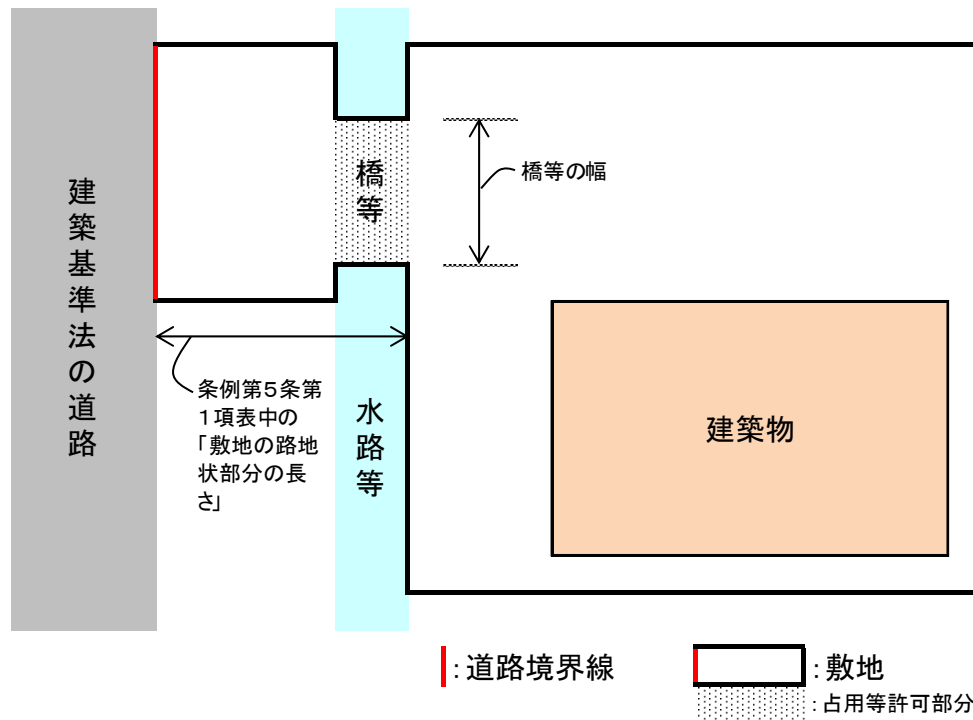 建築基準法の道路
橋等
橋等の幅
条例第5条第
1項表中の
「敷地の路地
状部分の長
さ」
水路等
建築物
：道路境界線
：敷地
：占用等許可部分